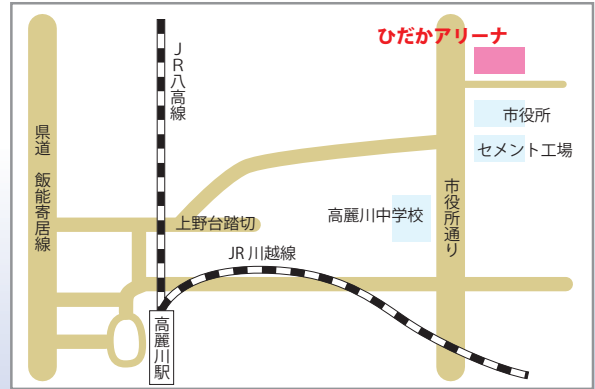 ひだかアリーナ
JR八高線
市役所
セメント工場
県道 飯能寄居線
市役所通り
高麗川中学校
上野台踏切
JR川越線
高麗川駅